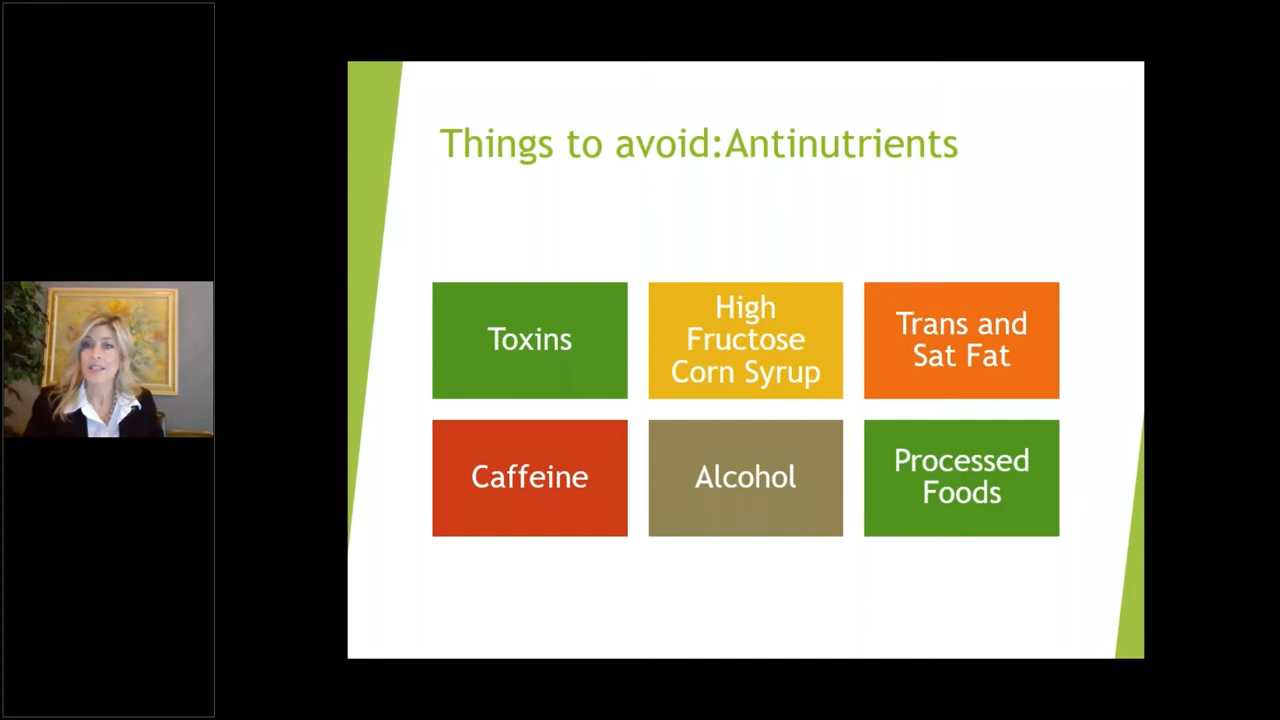 Things to avoid:Antinutrients
Toxins
High
Fructose
Corn Syrup
Trans and
Sat Fat
Caffeine
Alcohol
Processed
Foods